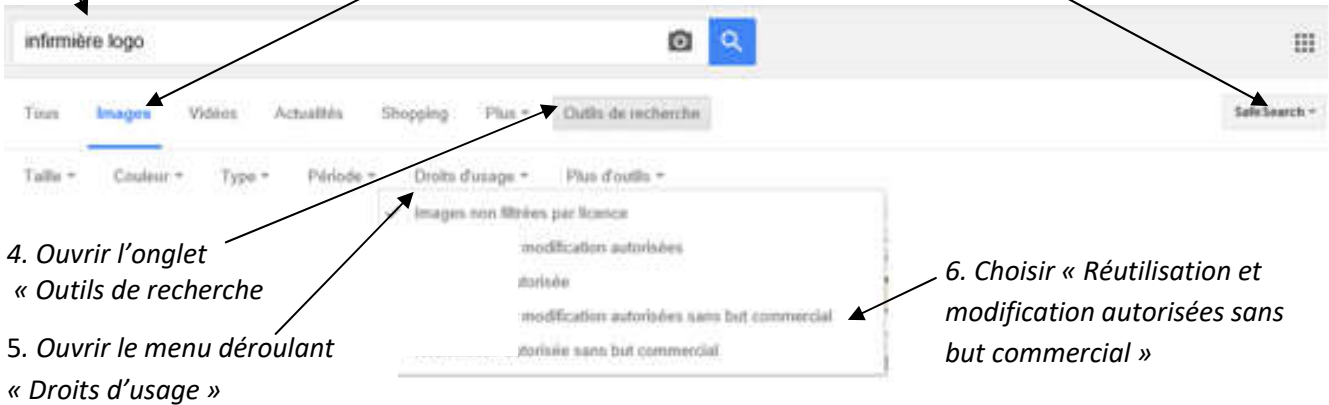 infirmière logo
Tous Images Vidéos Actualités Shopping Plus Outils de recherche SafeSearch
Taille Couleur Type Période Droits d'usage Plus d'outils
Images non filtrées par licence
modification autorisées
torisée
modification autorisées sans but commercial
torisée sans but commercial
4. Ouvrir l'onglet
« Outils de recherche
5. Ouvrir le menu déroulant
« Droits d'usage »
6. Choisir « Réutilisation et
modification autorisées sans
but commercial »